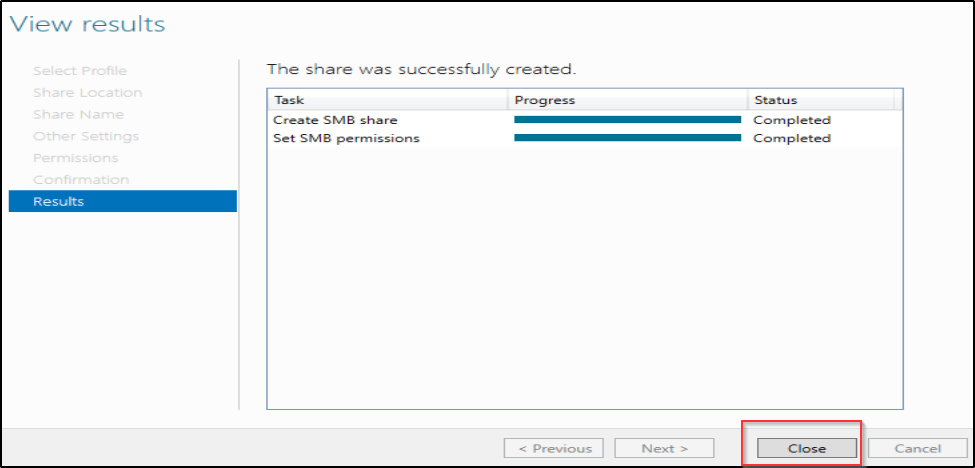 View results
Select Profile
Share Location
Share Name
Other Settings
Permissions
Confirmation
Results
The share was successfully created.
Task Progress Status
Create SMB share Completed
Set SMB permissions Completed
< Previous Next > Close Cancel